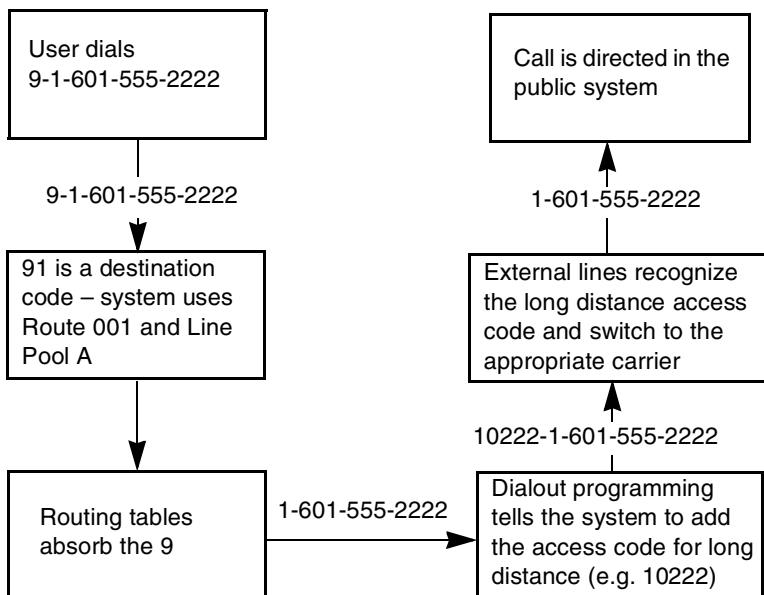 User dials
9-1-601-555-2222
9-1-601-555-2222
91 is a destination
code – system uses
Route 001 and Line
Pool A
Routing tables
absorb the 9
1-601-555-2222
Dialout programming
tells the system to add
the access code for long
distance (e.g. 10222)
10222-1-601-555-2222
External lines recognize
the long distance access
code and switch to the
appropriate carrier
1-601-555-2222
Call is directed in the
public system